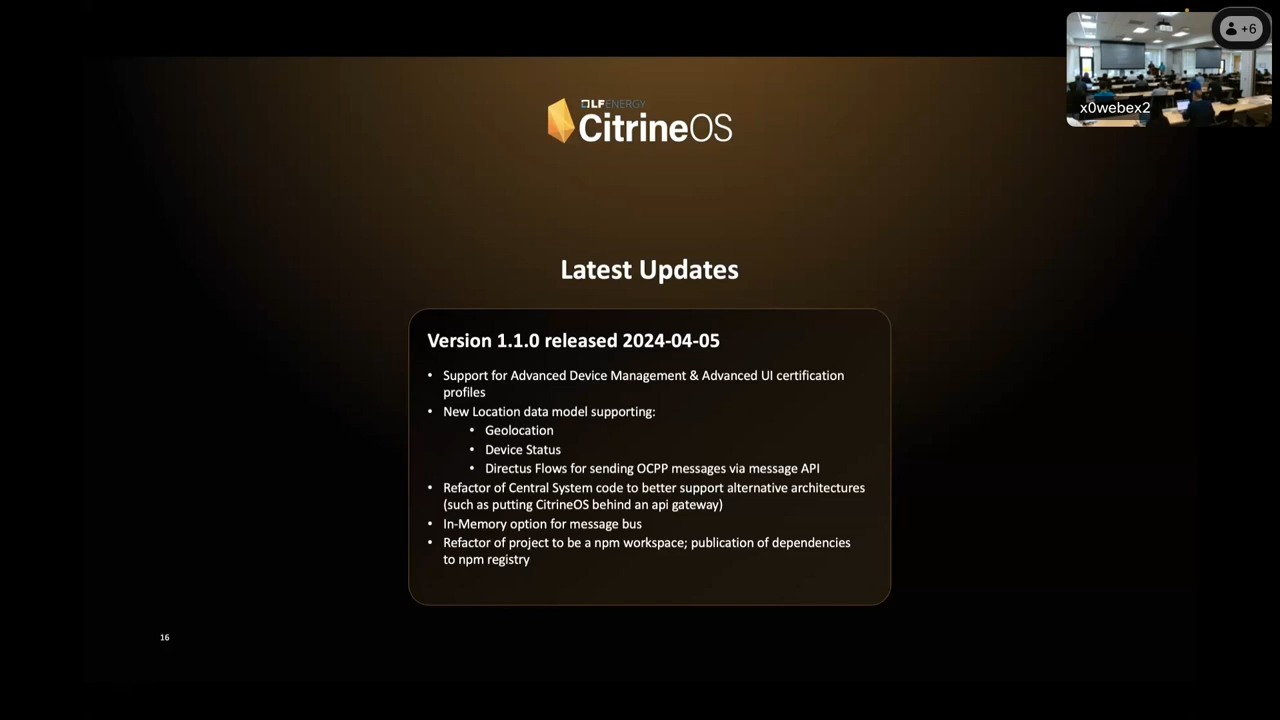 +6
x0webex2
LFENERGY
CitrineOS
Latest Updates
Version 1.1.0 released 2024-04-05
• Support for Advanced Device Management & Advanced UI certification
profiles
• New Location data model supporting:
• Geolocation
• Device Status
• Directus Flows for sending OCPP messages via message API
• Refactor of Central System code to better support alternative architectures
(such as putting CitrineOS behind an api gateway)
• In-Memory option for message bus
• Refactor of project to be a npm workspace; publication of dependencies
to npm registry
16